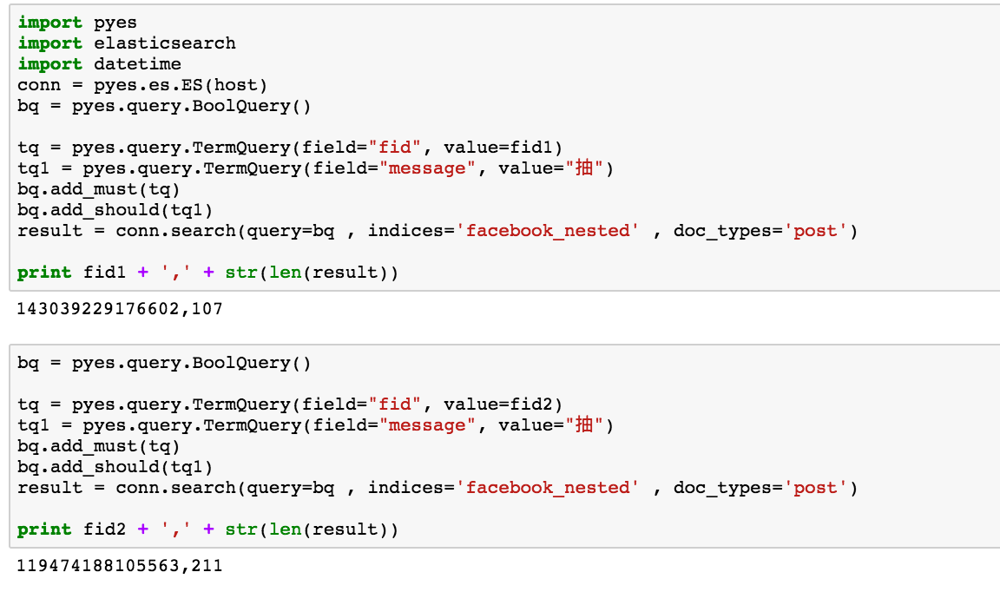 import pyes
import elasticsearch
import datetime
conn = pyes.es.ES(host)
bq = pyes.query.BoolQuery()
tq = pyes.query.TermQuery(field="fid", value=fid1)
tq1 = pyes.query.TermQuery(field="message", value="抽")
bq.add_must(tq)
bq.add_should(tq1)
result = conn.search(query=bq , indices='facebook_nested' , doc_types='post')
print fid1 + ',' + str(len(result))
143039229176602,107
bq = pyes.query.BoolQuery()
tq = pyes.query.TermQuery(field="fid", value=fid2)
tq1 = pyes.query.TermQuery(field="message", value="抽")
bq.add_must(tq)
bq.add_should(tq1)
result = conn.search(query=bq , indices='facebook_nested' , doc_types='post')
print fid2 + ',' + str(len(result))
119474188105563,211